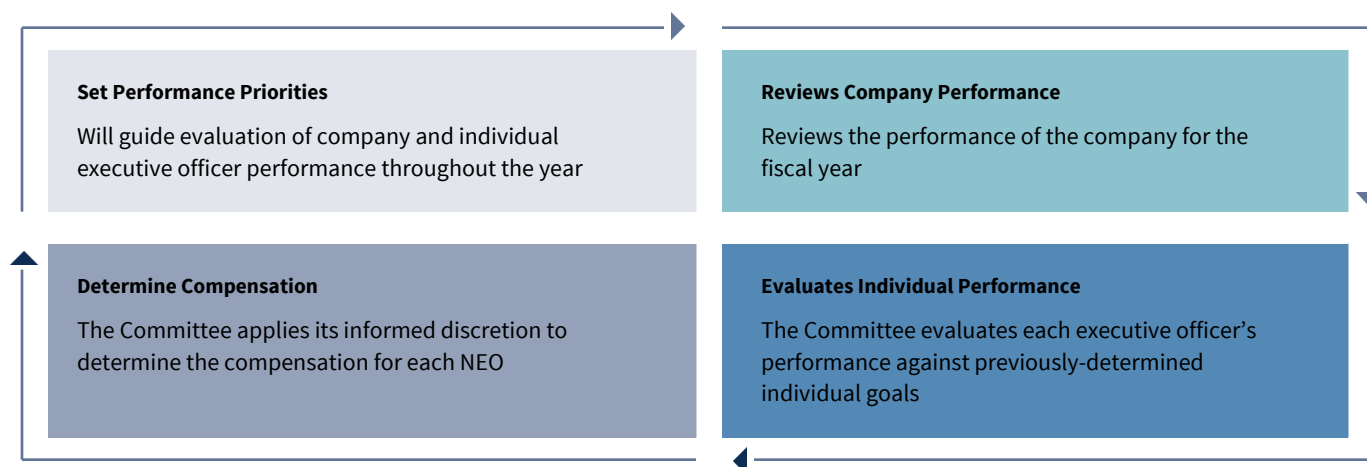 Set Performance Priorities
Will guide evaluation of company and individual
executive officer performance throughout the year
Reviews Company Performance
Reviews the performance of the company for the
fiscal year
Determine Compensation
The Committee applies its informed discretion to
determine the compensation for each NEO
Evaluates Individual Performance
The Committee evaluates each executive officer’s
performance against previously-determined
individual goals